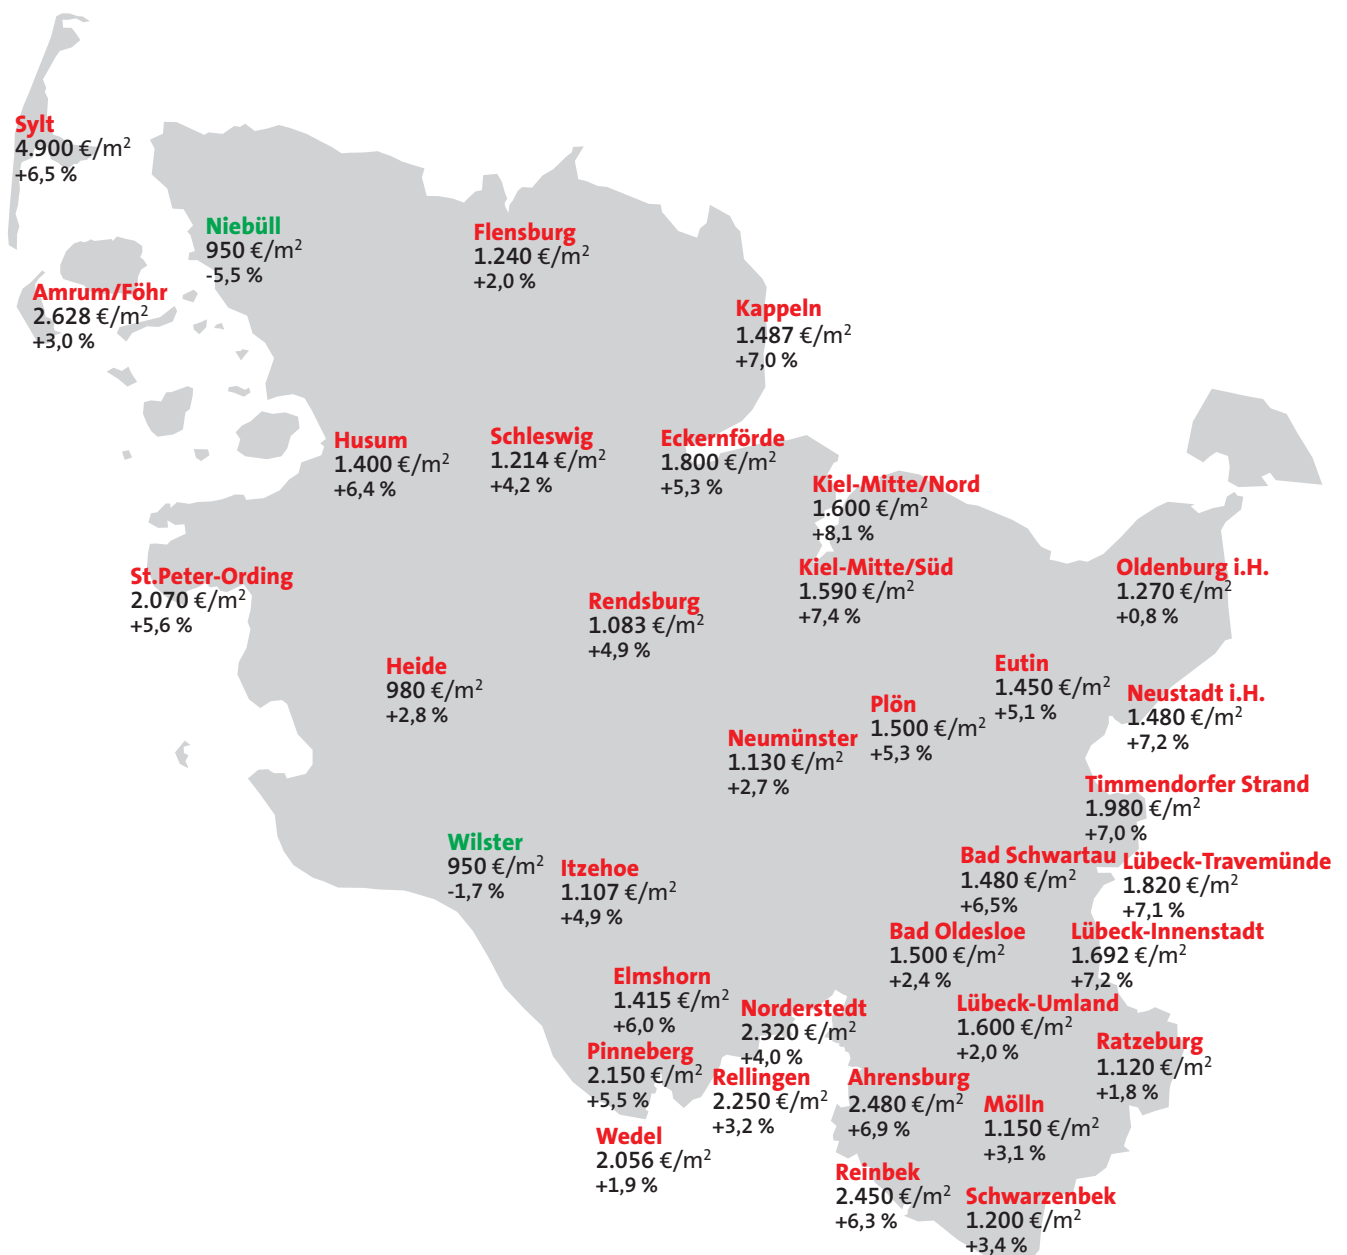 Sylt
4.900 €/m²
+6,5 %
Niebüll
950 €/m²
-5,5 %
Flensburg
1.240 €/m²
+2,0 %
Amrum/Föhr
2.628 €/m²
+3,0 %
Kappeln
1.487 €/m²
+7,0 %
Husum
1.400 €/m²
+6,4 %
Schleswig
1.214 €/m²
+4,2 %
Eckernförde
1.800 €/m²
+5,3 %
Kiel-Mitte/Nord
1.600 €/m²
+8,1 %
Kiel-Mitte/Süd
1.590 €/m²
+7,4 %
Oldenburg i.H.
1.270 €/m²
+0,8 %
St.Peter-Ording
2.070 €/m²
+5,6 %
Rendsburg
1.083 €/m²
+4,9 %
Heide
980 €/m²
+2,8 %
Eutin
1.450 €/m²
+5,1 %
Neustadt i.H.
1.480 €/m²
+7,2 %
Plön
1.500 €/m²
+5,3 %
Neumünster
1.130 €/m²
+2,7 %
Timmendorfer Strand
1.980 €/m²
+7,0 %
Wilster
950 €/m²
-1,7 %
Itzehoe
1.107 €/m²
+4,9 %
Bad Schwartau
1.480 €/m²
+6,5%
Lübeck-Travemünde
1.820 €/m²
+7,1%
Bad Oldesloe
1.500 €/m²
+2,4 %
Lübeck-Innenstadt
1.692 €/m²
+7,2 %
Elmshorn
1.415 €/m²
+6,0 %
Norderstedt
2.320 €/m²
+4,0 %
Lübeck-Umland
1.600 €/m²
+2,0 %
Ratzeburg
1.120 €/m²
+1,8 %
Pinneberg
2.150 €/m²
+5,5 %
Rellingen
2.250 €/m²
+3,2 %
Ahrensburg
2.480 €/m²
+6,9 %
Mölln
1.150 €/m²
+3,1 %
Wedel
2.056 €/m²
+1,9 %
Reinbek
2.450 €/m²
+6,3 %
Schwarzenbek
1.200 €/m²
+3,4 %